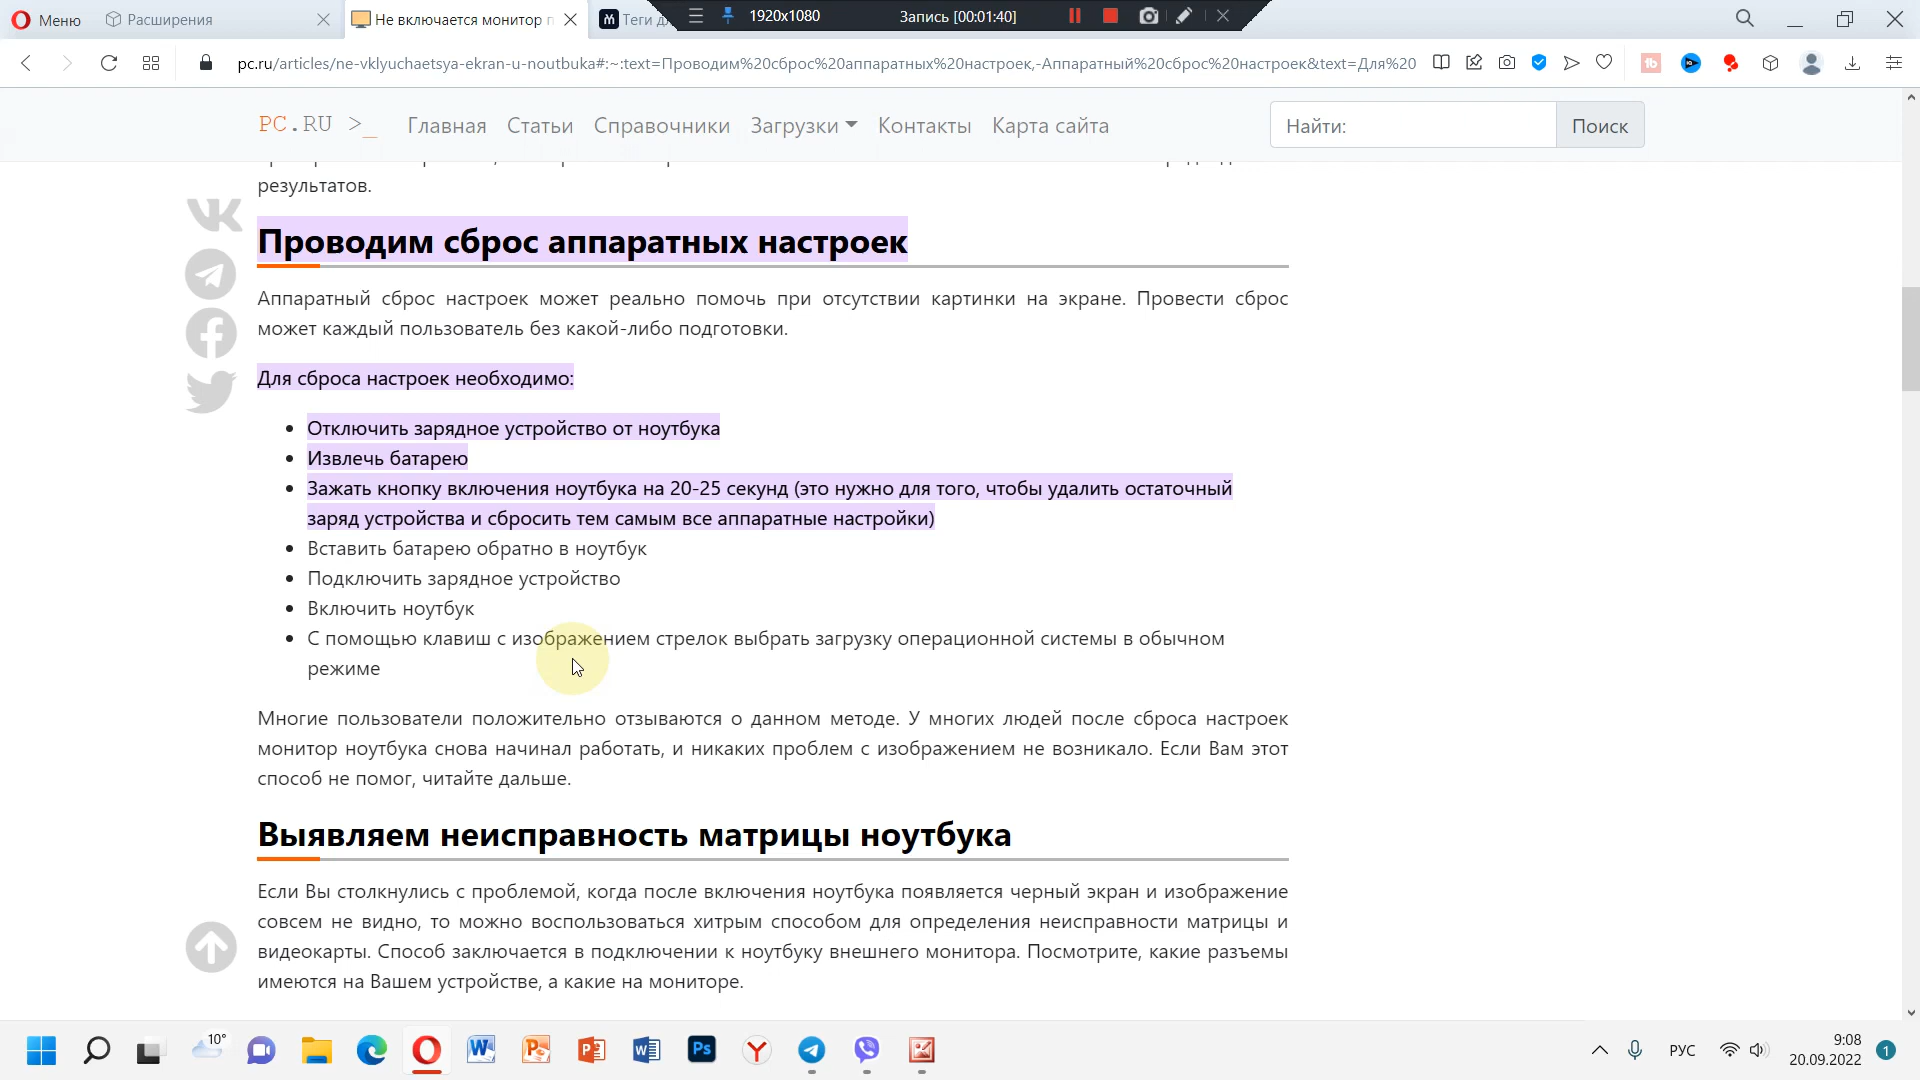 Меню
Расширения
Не включается монитор п
Теги д
1920x1080
Запись [00:01:40]
pc.ru/articles/ne-vklyuchaetsya-ekran-u-noutbuka#:~:text=Проводим%20сброс%20аппаратных%20настроек,-Аппаратный%20сброс%20настроек&text=Для%20
PC.RU >_
Главная
Статьи
Справочники
Загрузки
Контакты
Карта сайта
Найти:
Поиск
результатов.
Проводим сброс аппаратных настроек
Аппаратный сброс настроек может реально помочь при отсутствии картинки на экране. Провести сброс
может каждый пользователь без какой-либо подготовки.
Для сброса настроек необходимо:
Отключить зарядное устройство от ноутбука
Извлечь батарею
Зажать кнопку включения ноутбука на 20-25 секунд (это нужно для того, чтобы удалить остаточный
заряд устройства и сбросить тем самым все аппаратные настройки)
Вставить батарею обратно в ноутбук
Подключить зарядное устройство
Включить ноутбук
С помощью клавиш с изображением стрелок выбрать загрузку операционной системы в обычном
режиме
Многие пользователи положительно отзываются о данном методе. У многих людей после сброса настроек
монитор ноутбука снова начинал работать, и никаких проблем с изображением не возникало. Если Вам этот
способ не помог, читайте дальше.
Выявляем неисправность матрицы ноутбука
Если Вы столкнулись с проблемой, когда после включения ноутбука появляется черный экран и изображение
совсем не видно, то можно воспользоваться хитрым способом для определения неисправности матрицы и
видеокарты. Способ заключается в подключении к ноутбуку внешнего монитора. Посмотрите, какие разъемы
имеются на Вашем устройстве, а какие на мониторе.
10°
Ps
РУС
9:08
20.09.2022
1